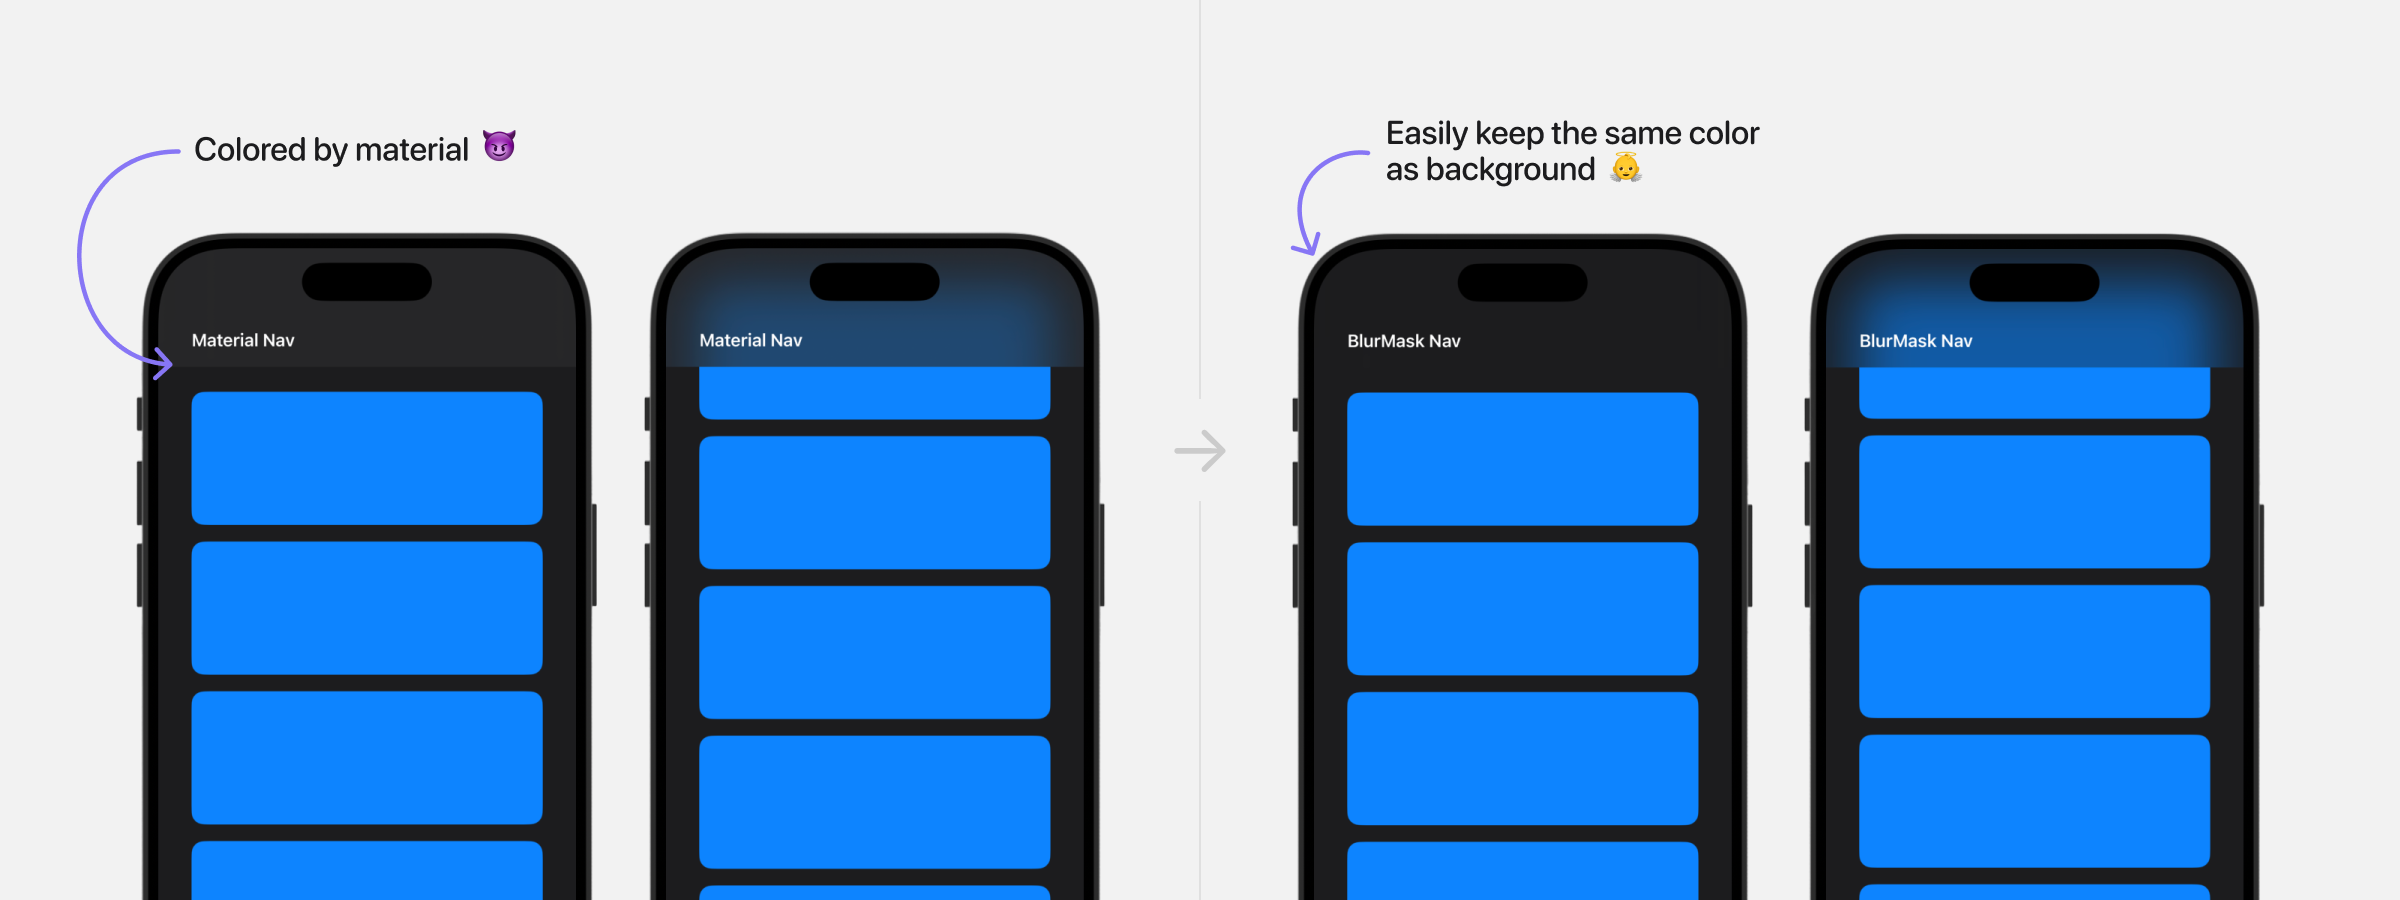 Colored by material 😈
Easily keep the same color
as background 👼
Material Nav
Material Nav
BlurMask Nav
BlurMask Nav